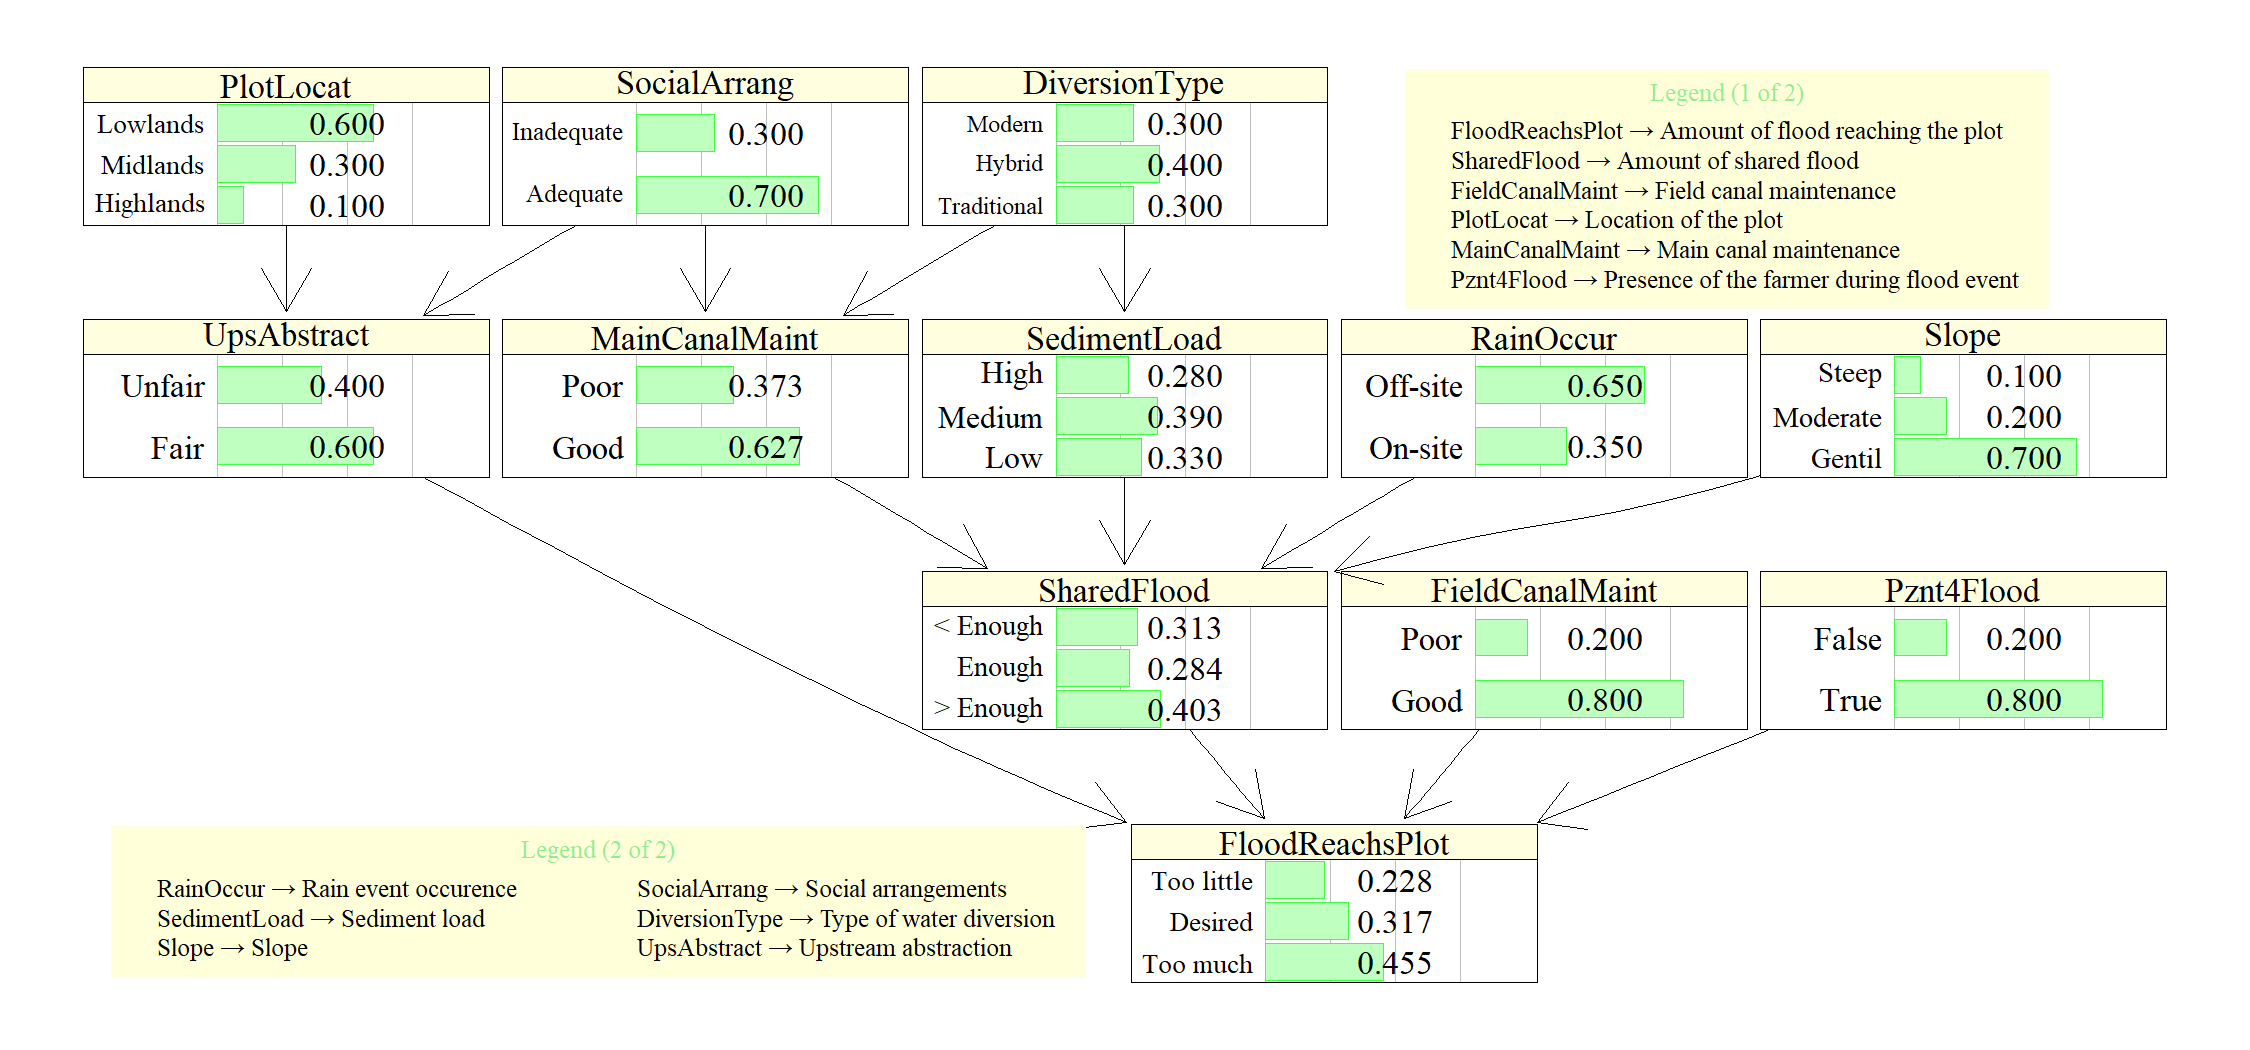 PlotLocat
Lowlands 0.600
Midlands 0.300
Highlands 0.100
SocialArrang
Inadequate 0.300
Adequate 0.700
DiversionType
Modern 0.300
Hybrid 0.400
Traditional 0.300
Legend (1 of 2)
FloodReachsPlot → Amount of flood reaching the plot
SharedFlood → Amount of shared flood
FieldCanalMaint → Field canal maintenance
PlotLocat → Location of the plot
MainCanalMaint → Main canal maintenance
Pznt4Flood → Presence of the farmer during flood event
UpsAbstract
Unfair 0.400
Fair 0.600
MainCanalMaint
Poor 0.373
Good 0.627
SedimentLoad
High 0.280
Medium 0.390
Low 0.330
RainOccur
Off-site 0.650
On-site 0.350
Slope
Steep 0.100
Moderate 0.200
Gentil 0.700
SharedFlood
< Enough 0.313
Enough 0.284
> Enough 0.403
FieldCanalMaint
Poor 0.200
Good 0.800
Pznt4Flood
False 0.200
True 0.800
Legend (2 of 2)
RainOccur → Rain event occurence
SedimentLoad → Sediment load
Slope → Slope
SocialArrang → Social arrangements
DiversionType → Type of water diversion
UpsAbstract → Upstream abstraction
FloodReachsPlot
Too little 0.228
Desired 0.317
Too much 0.455